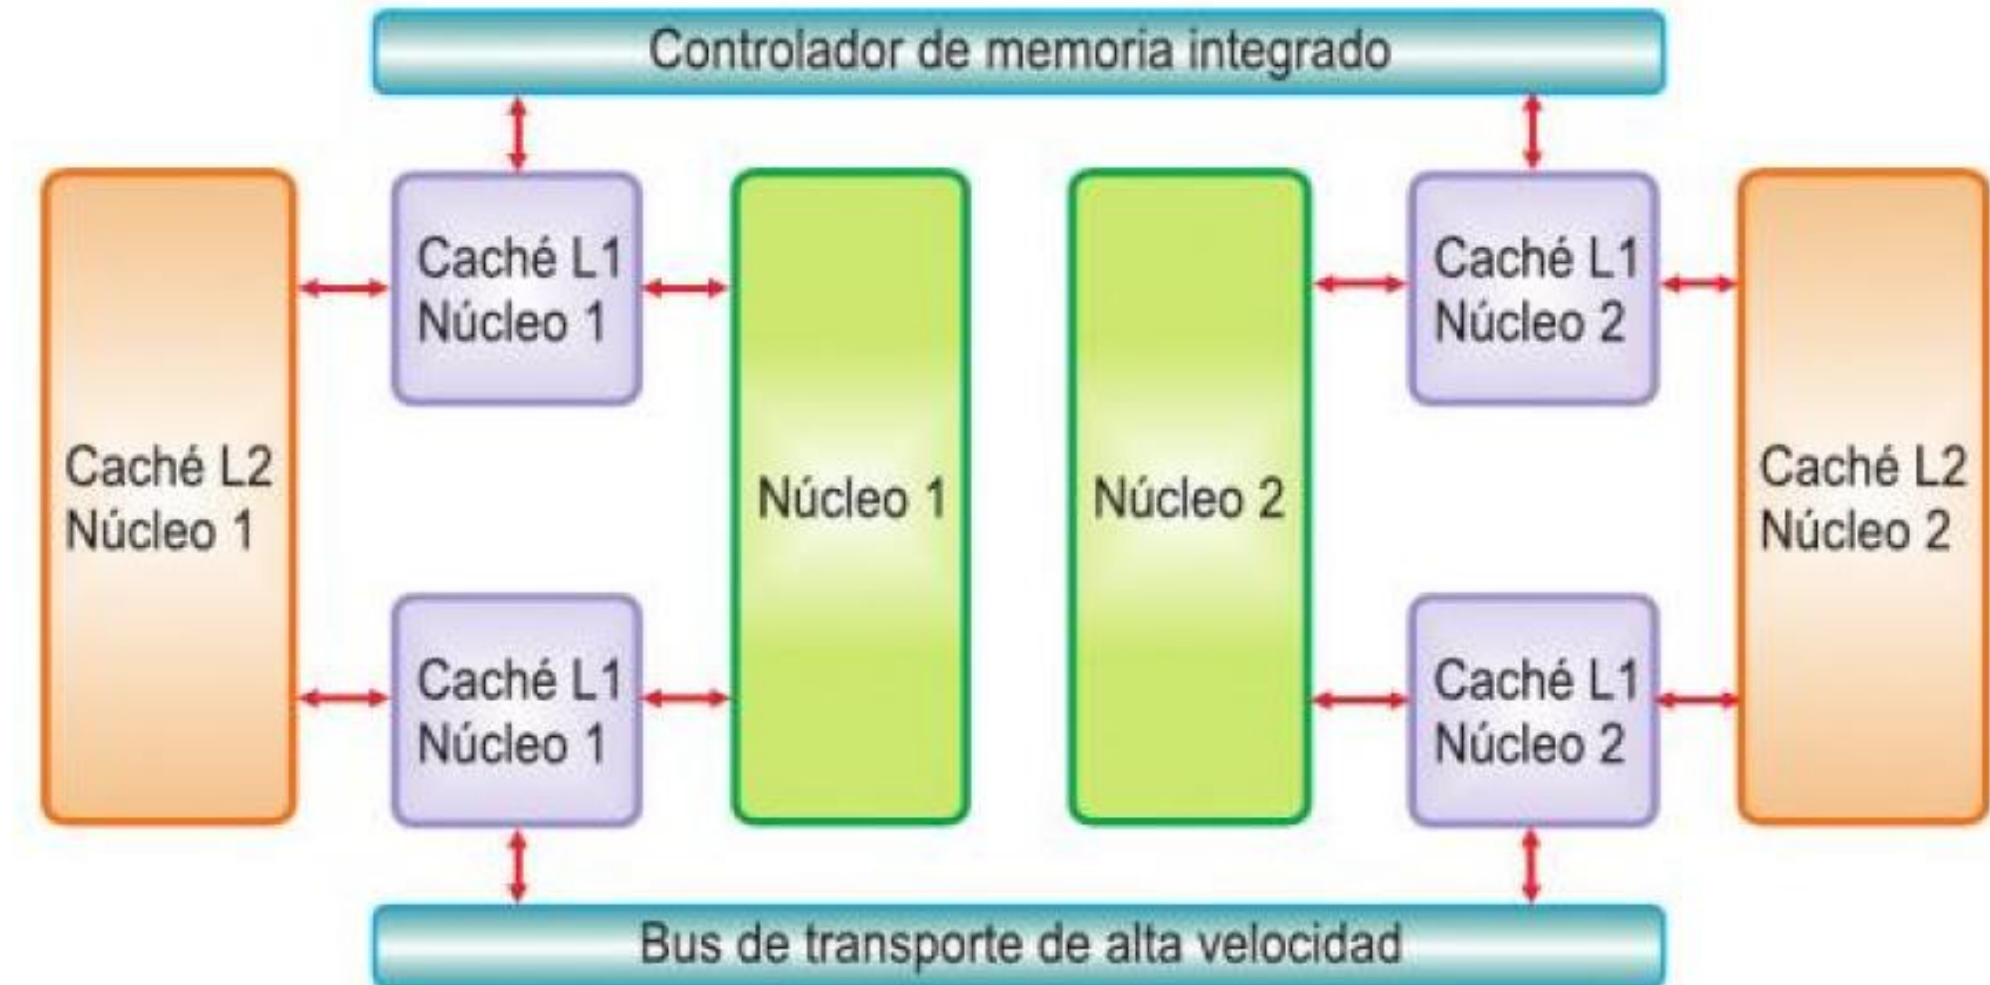 Controlador de memoria integrado
Caché L1
Núcleo 1
Caché L1
Núcleo 2
Caché L2
Núcleo 1
Núcleo 1
Núcleo 2
Caché L2
Núcleo 2
Caché L1
Núcleo 1
Caché L1
Núcleo 2
Bus de transporte de alta velocidad